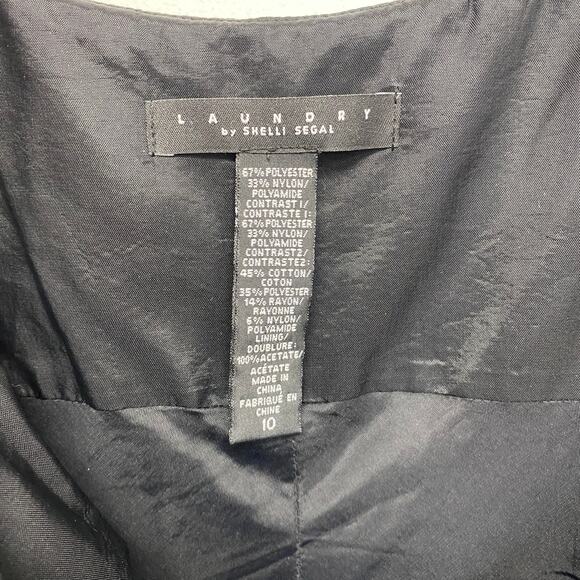 LAUNDRY
by SHELLI SEGAL
67% POLYESTER
33% NYLON/
POLYAMIDE
CONTRAST 1/
CONTRASTE 1:
67% POLYESTER
33% NYLON/
POLYAMIDE
CONTRAST2/
CONTRASTE2:
45% COTTON/
COTON
35% POLYESTER
14% RAYON/
RAYONNE
6% NYLON/
POLYAMIDE
LINING/
DOUBLURE:
100%ACETATE/
ACÉTATE
MADE IN
CHINA
FABRIQUÉ EN
CHINE
10